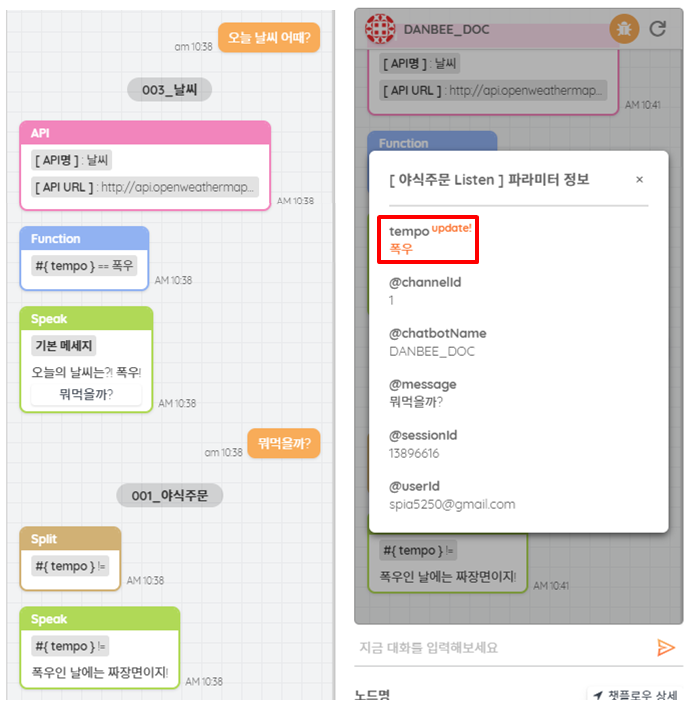 오늘 날씨 어때?
am 10:38
003_날씨
API
[ API명 ] : 날씨
[ API URL ] : http://api.openweathermap...
AM 10:38
Function
#{ tempo } == 폭우
AM 10:38
Speak
기본 메세지
오늘의 날씨는?! 폭우!
뭐먹을까?
AM 10:38
뭐먹을까?
am 10:38
001_야식주문
Split
#{ tempo } !=
AM 10:38
Speak
#{ tempo } !=
폭우인 날에는 짜장면이지!
AM 10:38
DANBEE_DOC
[ API명 ] : 날씨
[ API URL ] : http://api.openweathermap...
AM 10:41
Function
[ 야식주문 Listen ] 파라미터 정보
×
tempo update!
폭우
@channelId
1
@chatbotName
DANBEE_DOC
@message
뭐먹을까?
@sessionId
13896616
@userId
spia5250@gmail.com
#{ tempo } !=
폭우인 날에는 짜장면이지!
AM 10:41
지금 대화를 입력해보세요
노드명
챗플로우 상세